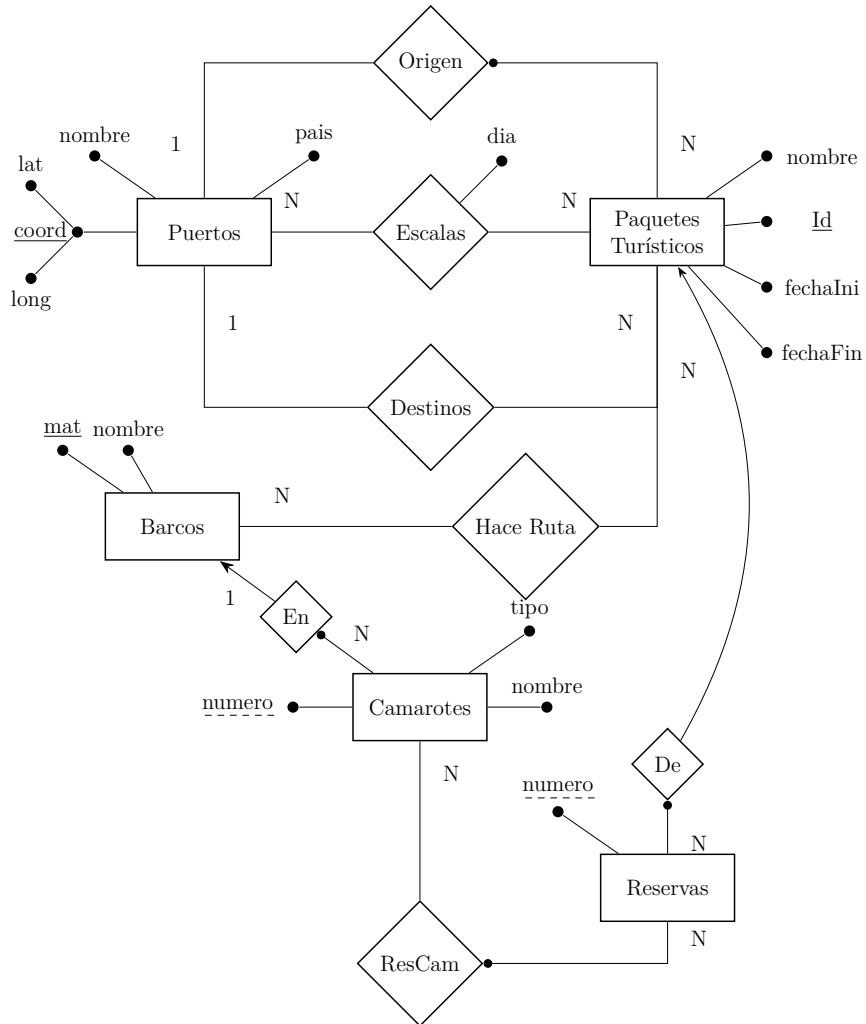 Origen
nombre
1
pais
dia
N
nombre
lat
N
N
coord
Puertos
Escalas
Paquetes
Turísticos
Id
long
fechaIni
1
N
fechaFin
N
Destinos
mat
nombre
N
Barcos
Hace Ruta
1
En
N
tipo
numero
Camarotes
nombre
N
De
numero
N
Reservas
N
ResCam